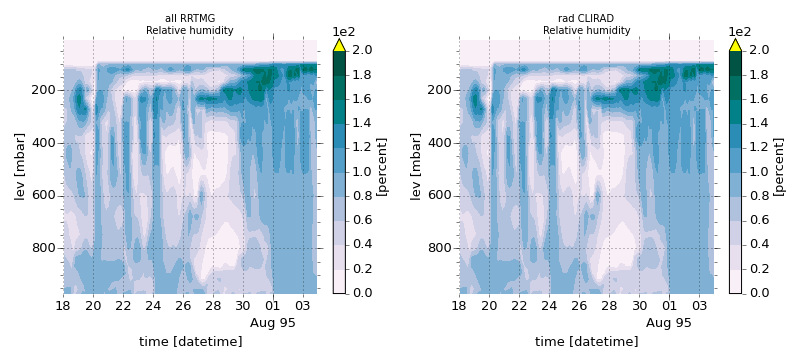 all RRTMG
Relative humidity
lev [mbar]
200
400
600
800
18 20 22 24 26 28 30 01 03
Aug 95
time [datetime]
1e2
2.0
1.8
1.6
1.4
1.2
1.0
0.8
0.6
0.4
0.2
0.0
[percent]
rad CLIRAD
Relative humidity
lev [mbar]
200
400
600
800
18 20 22 24 26 28 30 01 03
Aug 95
time [datetime]
1e2
2.0
1.8
1.6
1.4
1.2
1.0
0.8
0.6
0.4
0.2
0.0
[percent]